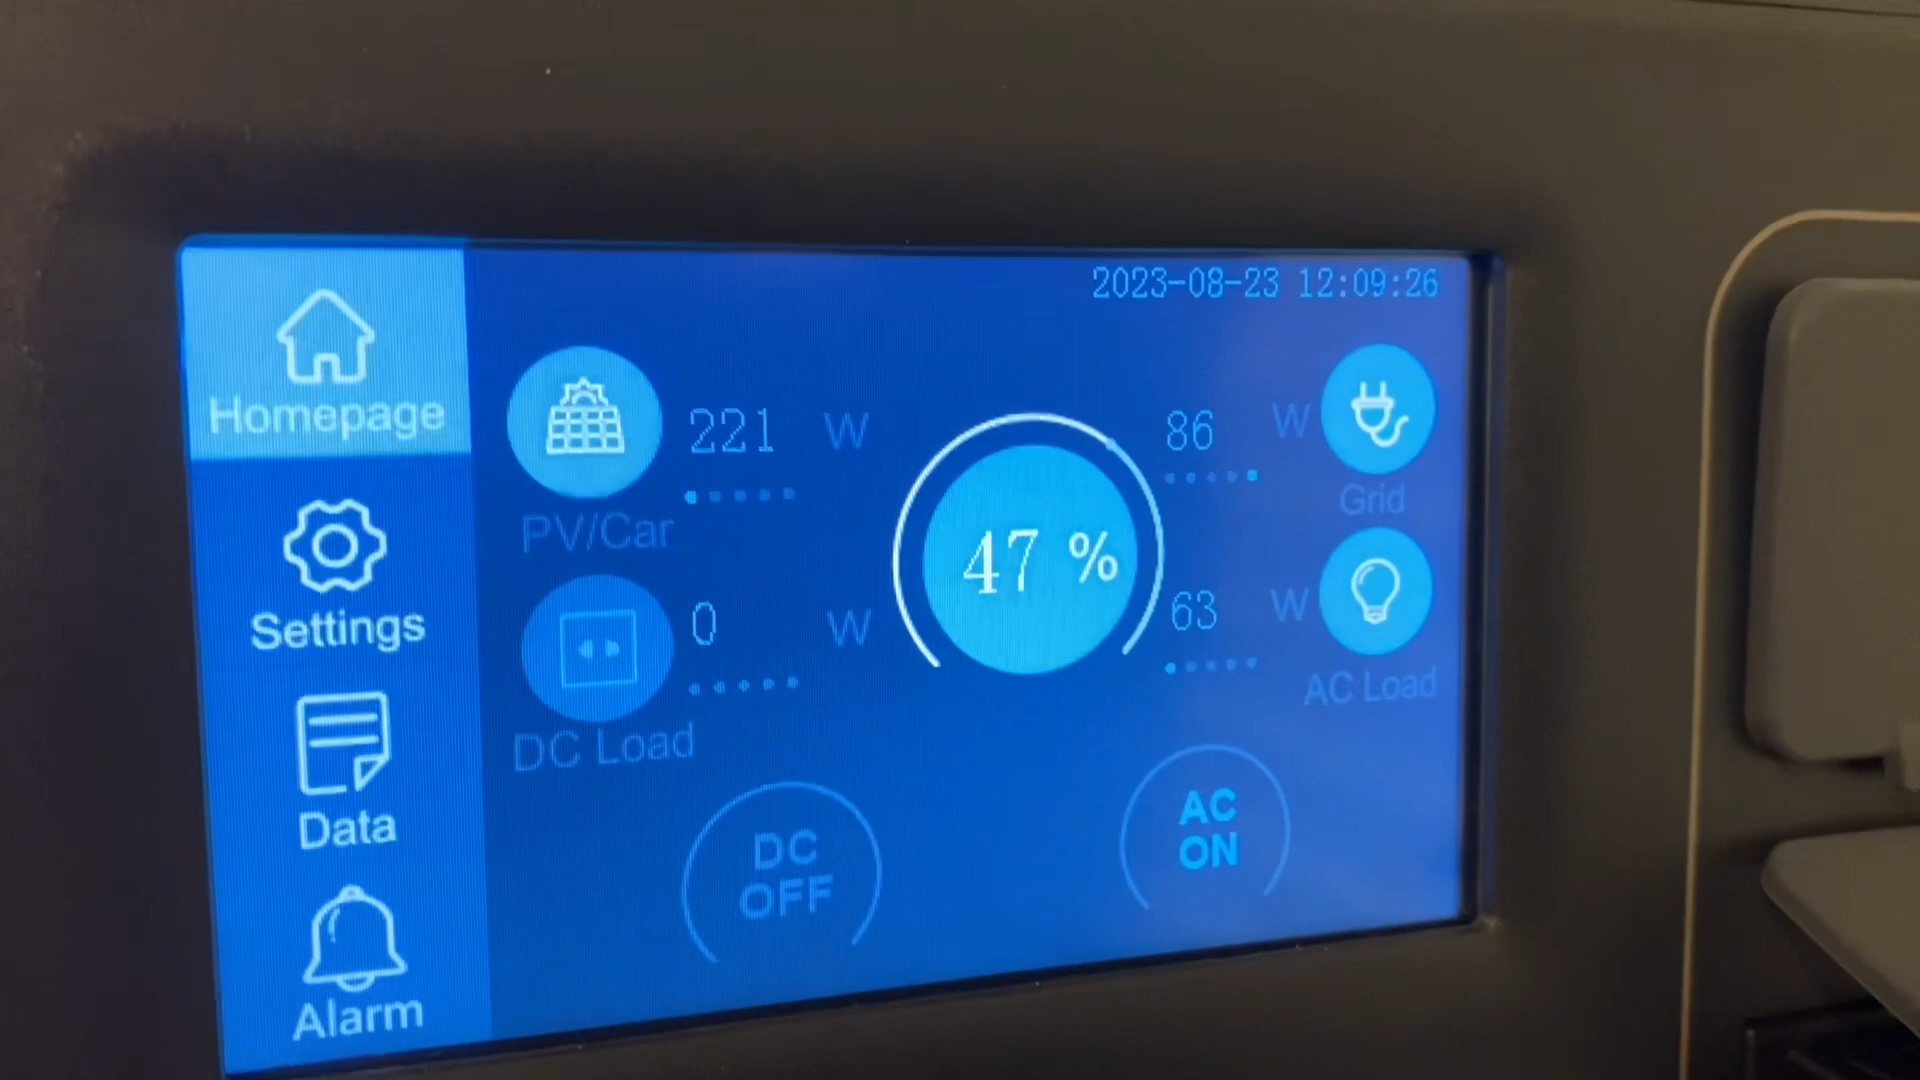 2023-08-23 12:09:26
Homepage
Settings
Data
Alarm
221 W
PV/Car
0 W
DC Load
47 %
86 W
Grid
63 W
AC Load
DC
OFF
AC
ON